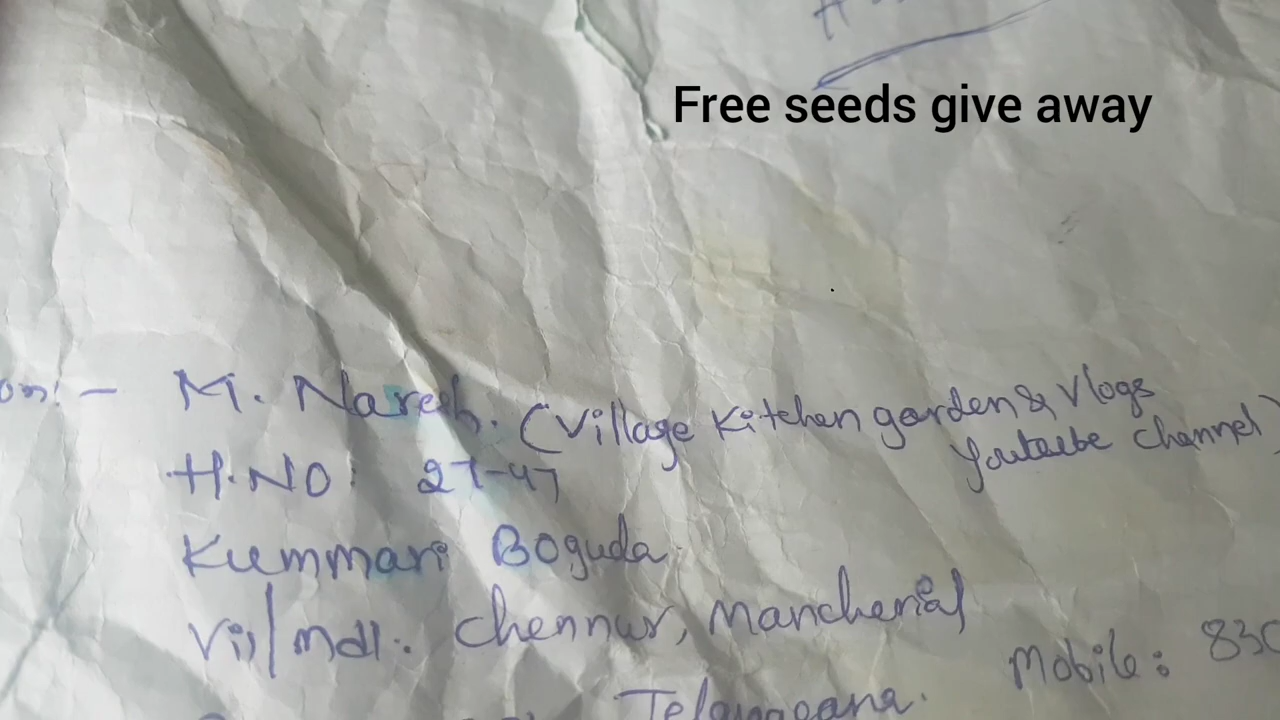 Free seeds give away
M. Naresh. (Village Kitchen garden & Vlogs
Youtube channel)
H.NO: 27-47
Kummari Boguda.
Vil/Mdl: Chennur, Mancherial
Mobile: 830
Telangana.